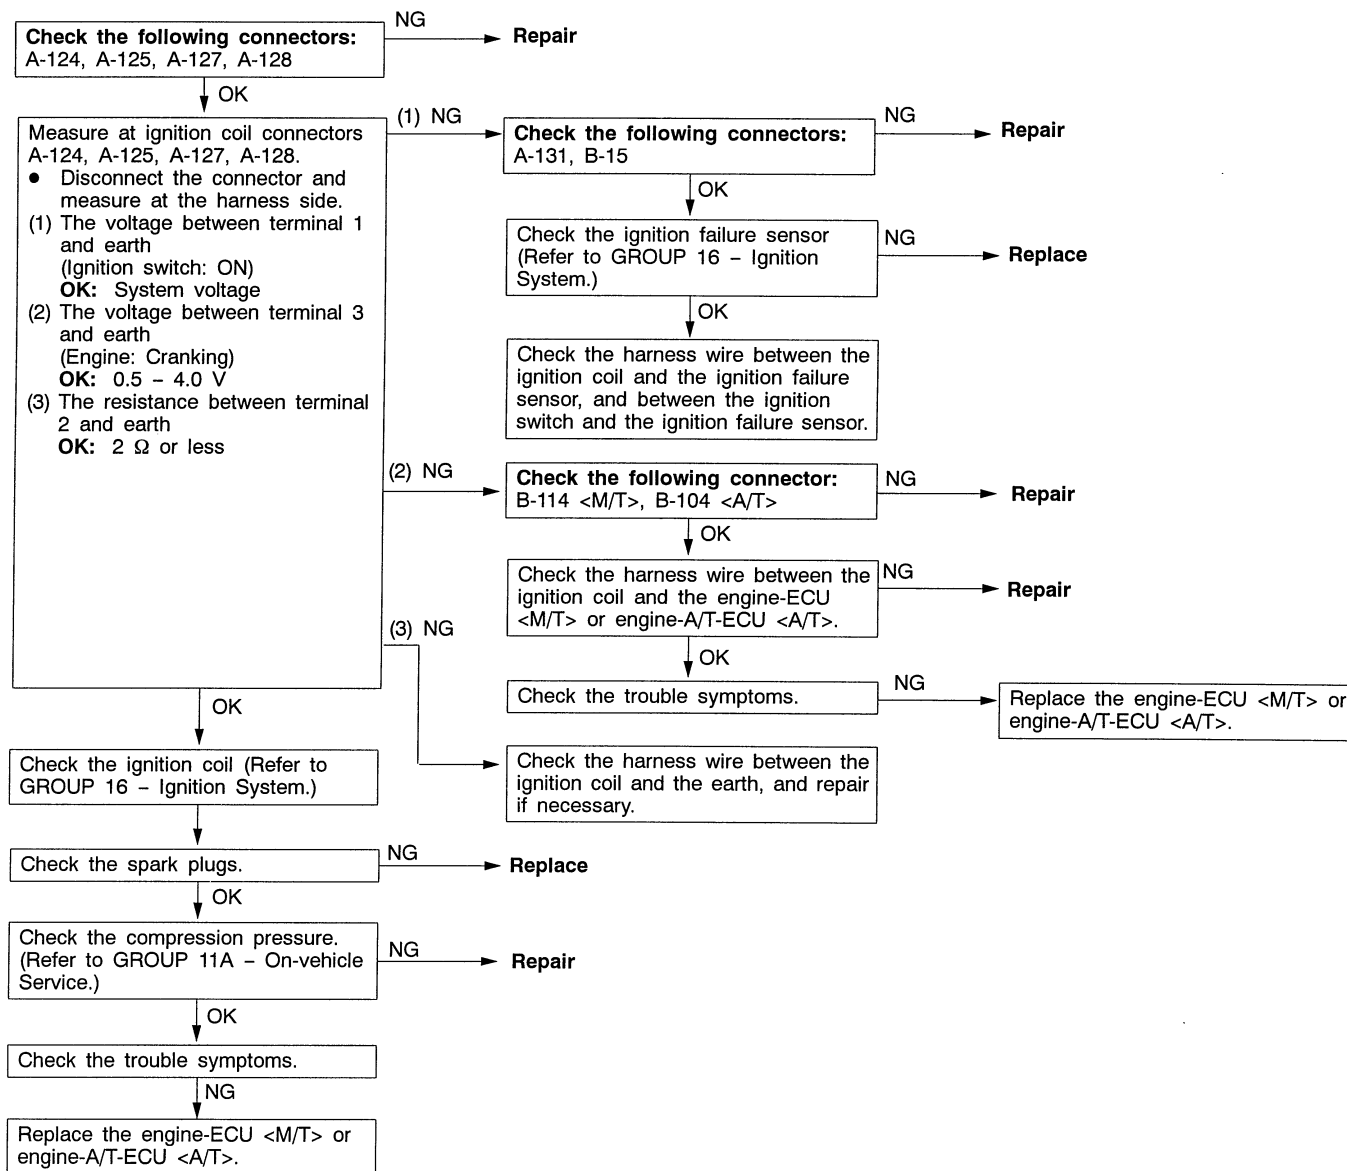 Check the following connectors:
A-124, A-125, A-127, A-128
NG
Repair
OK
Measure at ignition coil connectors
A-124, A-125, A-127, A-128.
● Disconnect the connector and
measure at the harness side.
(1) The voltage between terminal 1
and earth
(Ignition switch: ON)
OK: System voltage
(2) The voltage between terminal 3
and earth
(Engine: Cranking)
OK: 0.5 – 4.0 V
(3) The resistance between terminal
2 and earth
OK: 2 Ω or less
(1) NG
Check the following connectors:
A-131, B-15
NG
Repair
OK
Check the ignition failure sensor
(Refer to GROUP 16 – Ignition
System.)
NG
Replace
OK
Check the harness wire between the
ignition coil and the ignition failure
sensor, and between the ignition
switch and the ignition failure sensor.
(2) NG
Check the following connector:
B-114 <M/T>, B-104 <A/T>
NG
Repair
OK
Check the harness wire between the
ignition coil and the engine-ECU
<M/T> or engine-A/T-ECU <A/T>.
NG
Repair
OK
Check the trouble symptoms.
NG
Replace the engine-ECU <M/T> or
engine-A/T-ECU <A/T>.
(3) NG
Check the harness wire between the
ignition coil and the earth, and repair
if necessary.
OK
Check the ignition coil (Refer to
GROUP 16 – Ignition System.)
Check the spark plugs.
NG
Replace
OK
Check the compression pressure.
(Refer to GROUP 11A – On-vehicle
Service.)
NG
Repair
OK
Check the trouble symptoms.
NG
Replace the engine-ECU <M/T> or
engine-A/T-ECU <A/T>.